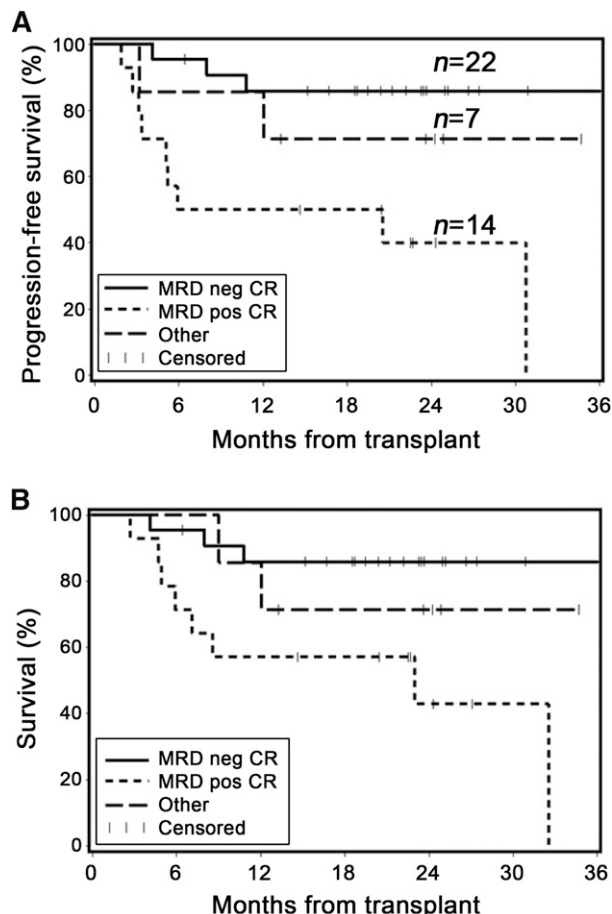 A
Progression-free survival (%)
100
80
60
40
20
0
n=22
n=7
n=14
MRD neg CR
MRD pos CR
Other
Censored
0 6 12 18 24 30 36
Months from transplant
B
Survival (%)
100
80
60
40
80
0
MRD neg CR
MRD pos CR
Other
Censored
0 6 12 18 24 30 36
Months from transplant